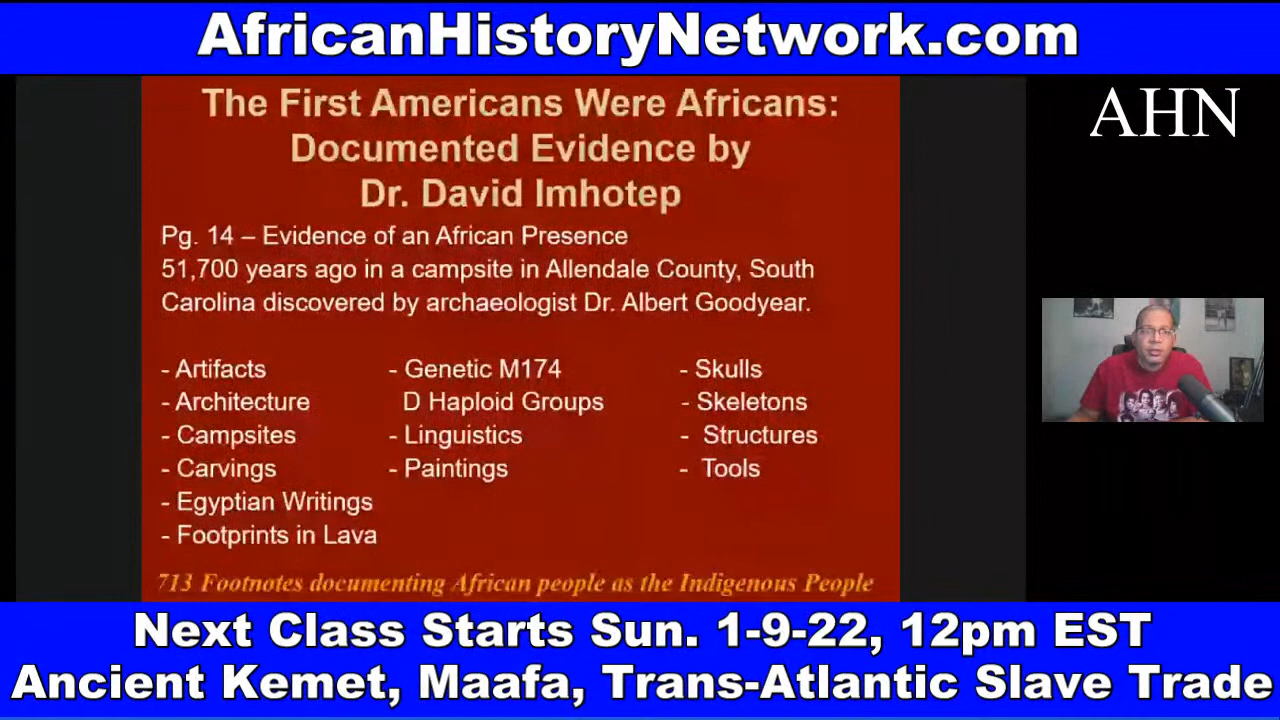 AfricanHistoryNetwork.com
AHN
The First Americans Were Africans:
Documented Evidence by
Dr. David Imhotep
Pg. 14 – Evidence of an African Presence
51,700 years ago in a campsite in Allendale County, South
Carolina discovered by archaeologist Dr. Albert Goodyear.
- Artifacts
- Architecture
- Campsites
- Carvings
- Egyptian Writings
- Footprints in Lava
- Genetic M174
D Haploid Groups
- Linguistics
- Paintings
- Skulls
- Skeletons
- Structures
- Tools
713 Footnotes documenting African people as the Indigenous People
Next Class Starts Sun. 1-9-22, 12pm EST
Ancient Kemet, Maafa, Trans-Atlantic Slave Trade